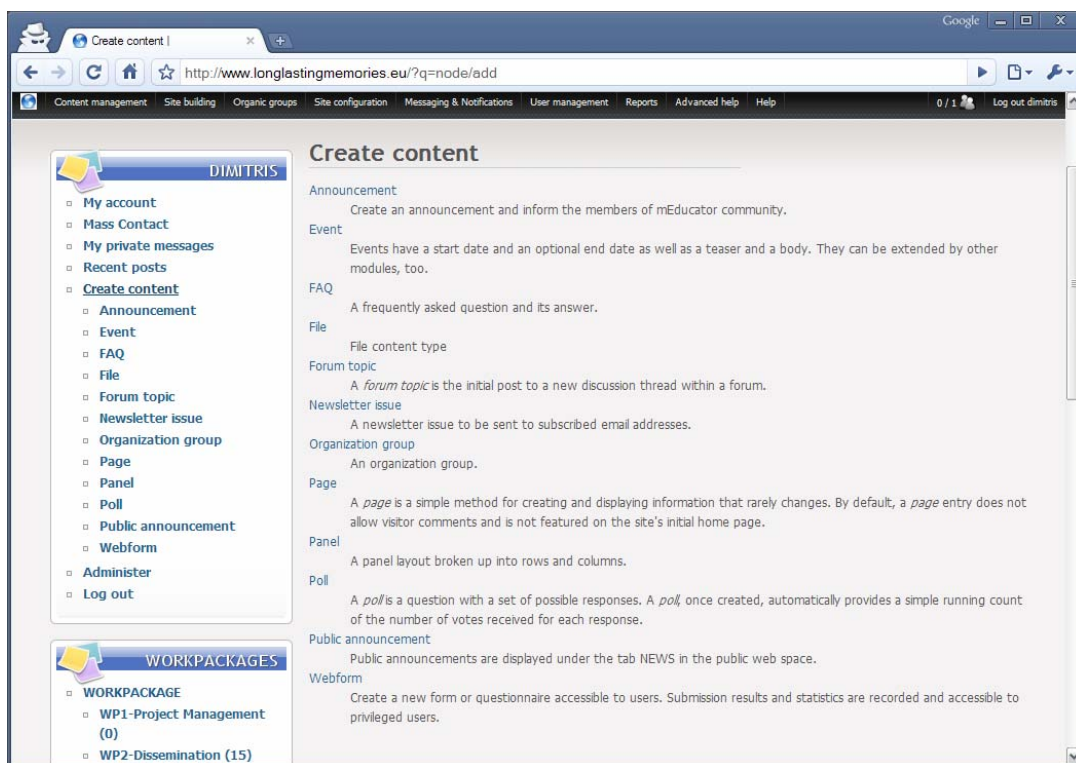 Google
Create content |
http://www.longlastingmemories.eu/?q=node/add
Content management Site building Organic groups Site configuration Messaging & Notifications User management Reports Advanced help Help 0 / 1 Log out dimitris
DIMITRIS
My account
Mass Contact
My private messages
Recent posts
Create content
Announcement
Event
FAQ
File
Forum topic
Newsletter issue
Organization group
Page
Panel
Poll
Public announcement
Webform
Administer
Log out
WORKPACKAGES
WORKPACKAGE
WP1-Project Management
(0)
WP2-Dissemination (15)
Create content
Announcement
Create an announcement and inform the members of mEducator community.
Event
Events have a start date and an optional end date as well as a teaser and a body. They can be extended by other
modules, too.
FAQ
A frequently asked question and its answer.
File
File content type
Forum topic
A forum topic is the initial post to a new discussion thread within a forum.
Newsletter issue
A newsletter issue to be sent to subscribed email addresses.
Organization group
An organization group.
Page
A page is a simple method for creating and displaying information that rarely changes. By default, a page entry does not
allow visitor comments and is not featured on the site's initial home page.
Panel
A panel layout broken up into rows and columns.
Poll
A poll is a question with a set of possible responses. A poll, once created, automatically provides a simple running count
of the number of votes received for each response.
Public announcement
Public announcements are displayed under the tab NEWS in the public web space.
Webform
Create a new form or questionnaire accessible to users. Submission results and statistics are recorded and accessible to
privileged users.